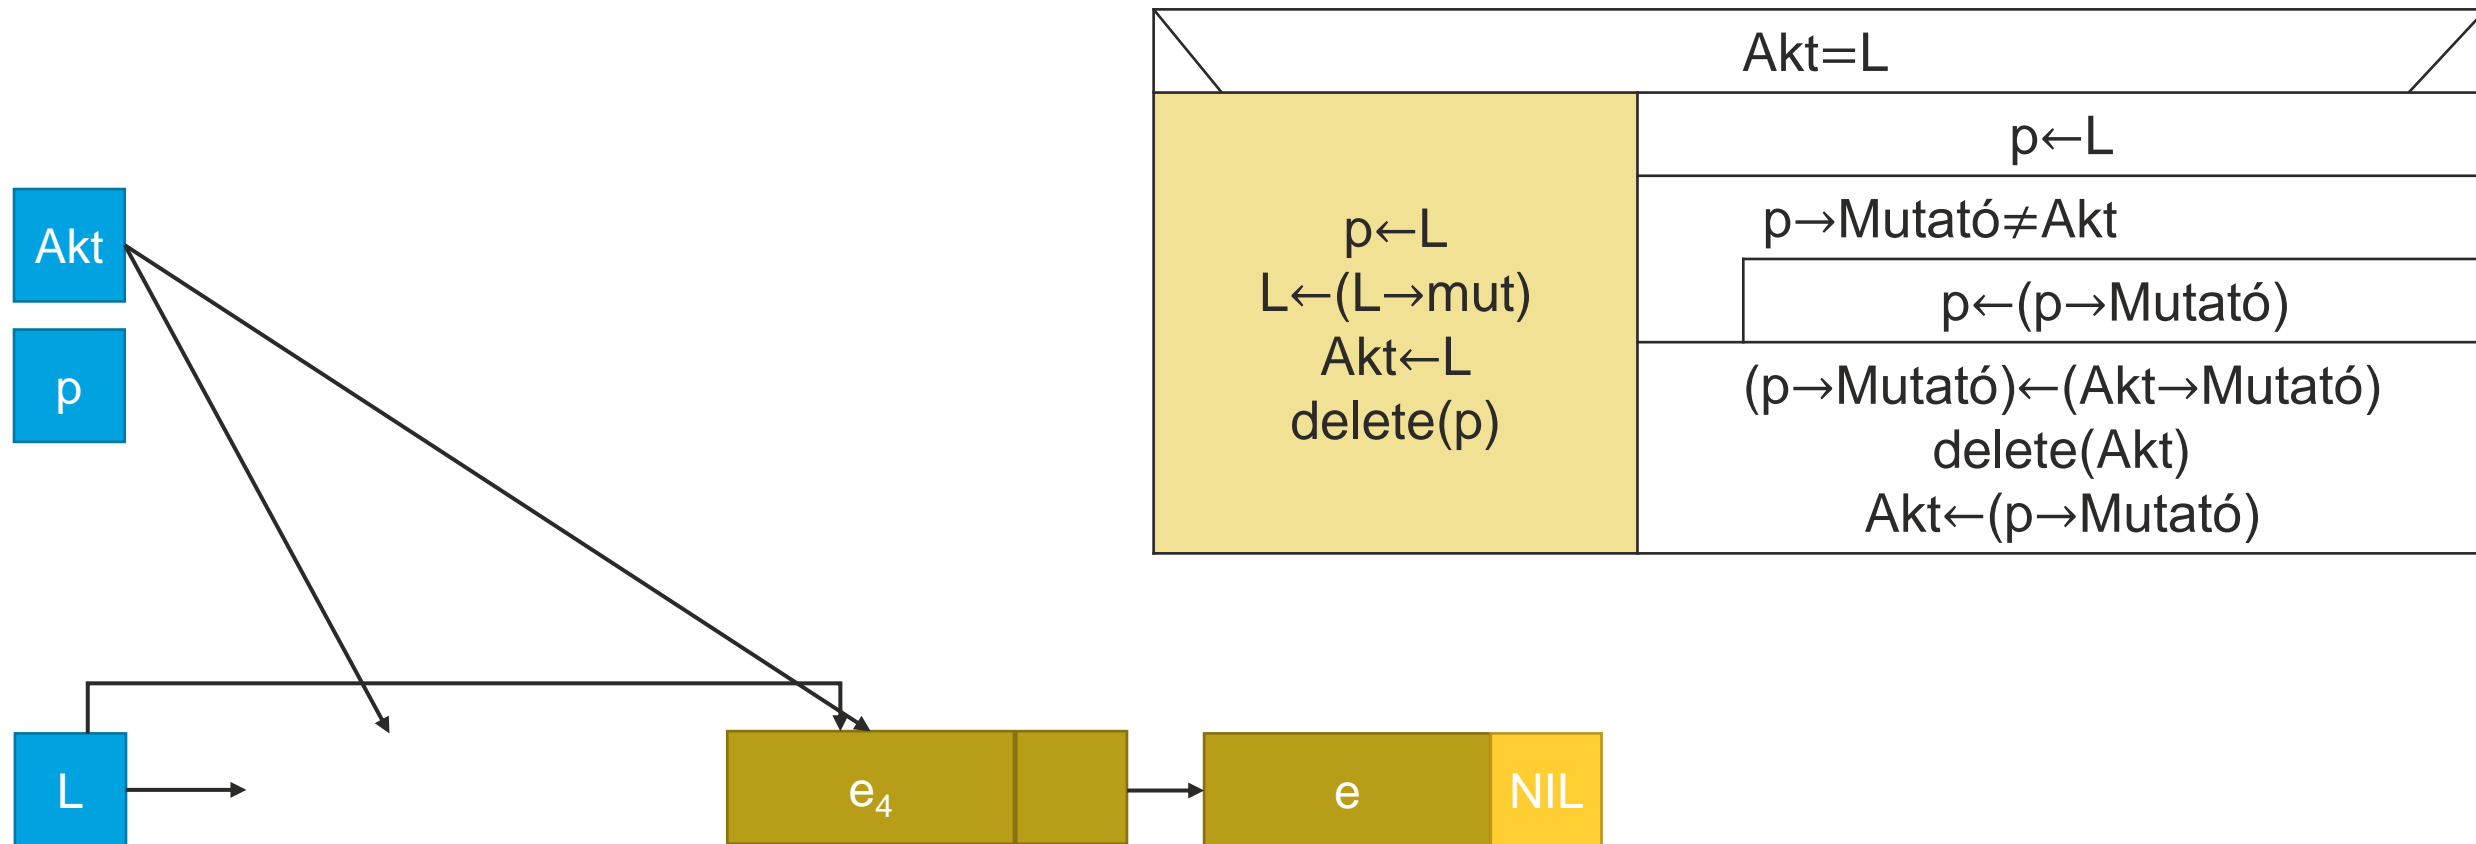 Akt=L
p←L
L←(L→mut)
Akt←L
delete(p)
p←L
p→Mutató≠Akt
p←(p→Mutató)
(p→Mutató)←(Akt→Mutató)
delete(Akt)
Akt←(p→Mutató)
Akt
p
L
e₄
e
NIL